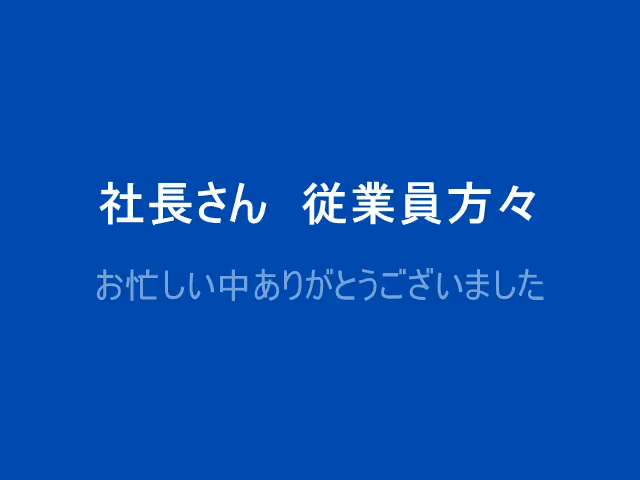 社長さん　従業員方々
お忙しい中ありがとうございました